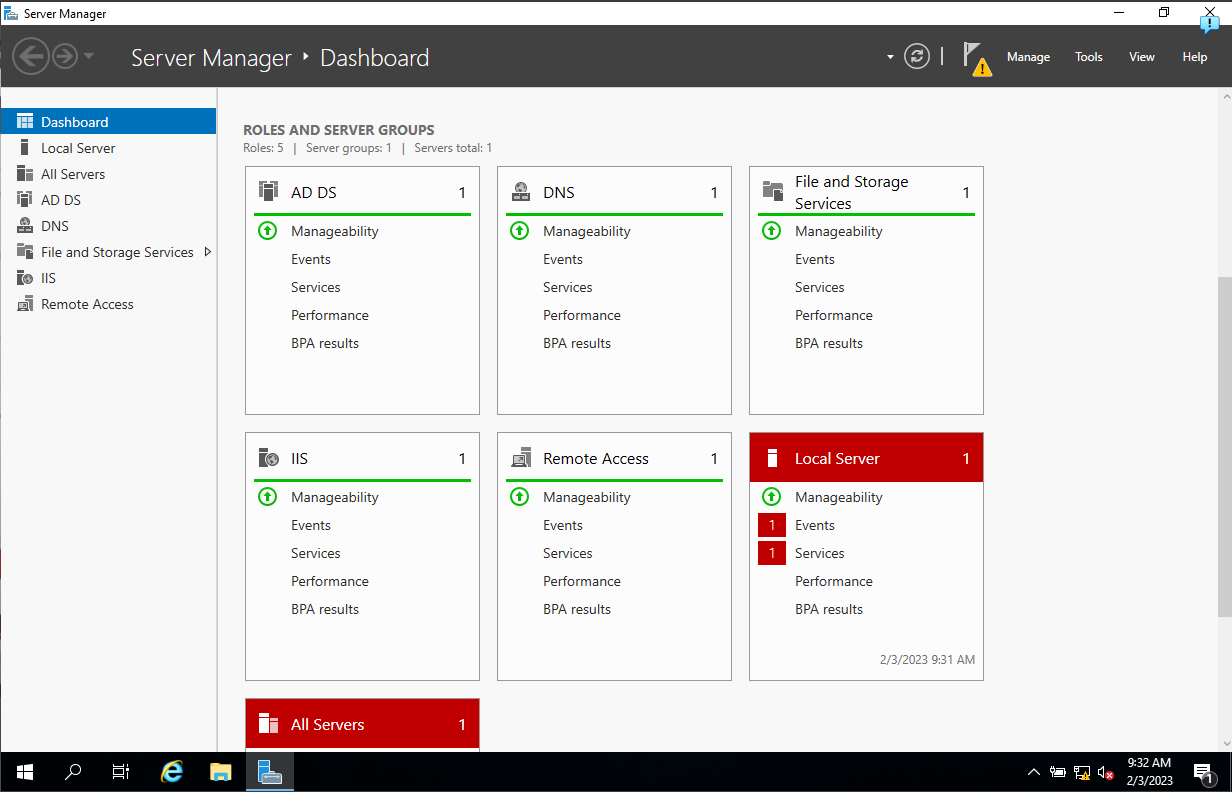 Server Manager
Server Manager ‣ Dashboard
Manage Tools View Help
Dashboard
Local Server
All Servers
AD DS
DNS
File and Storage Services
IIS
Remote Access
ROLES AND SERVER GROUPS
Roles: 5 | Server groups: 1 | Servers total: 1
AD DS 1
Manageability
Events
Services
Performance
BPA results
DNS 1
Manageability
Events
Services
Performance
BPA results
File and Storage
Services 1
Manageability
Events
Services
Performance
BPA results
IIS 1
Manageability
Events
Services
Performance
BPA results
Remote Access 1
Manageability
Events
Services
Performance
BPA results
Local Server 1
Manageability
1 Events
1 Services
Performance
BPA results
2/3/2023 9:31 AM
All Servers 1
9:32 AM
2/3/2023
1